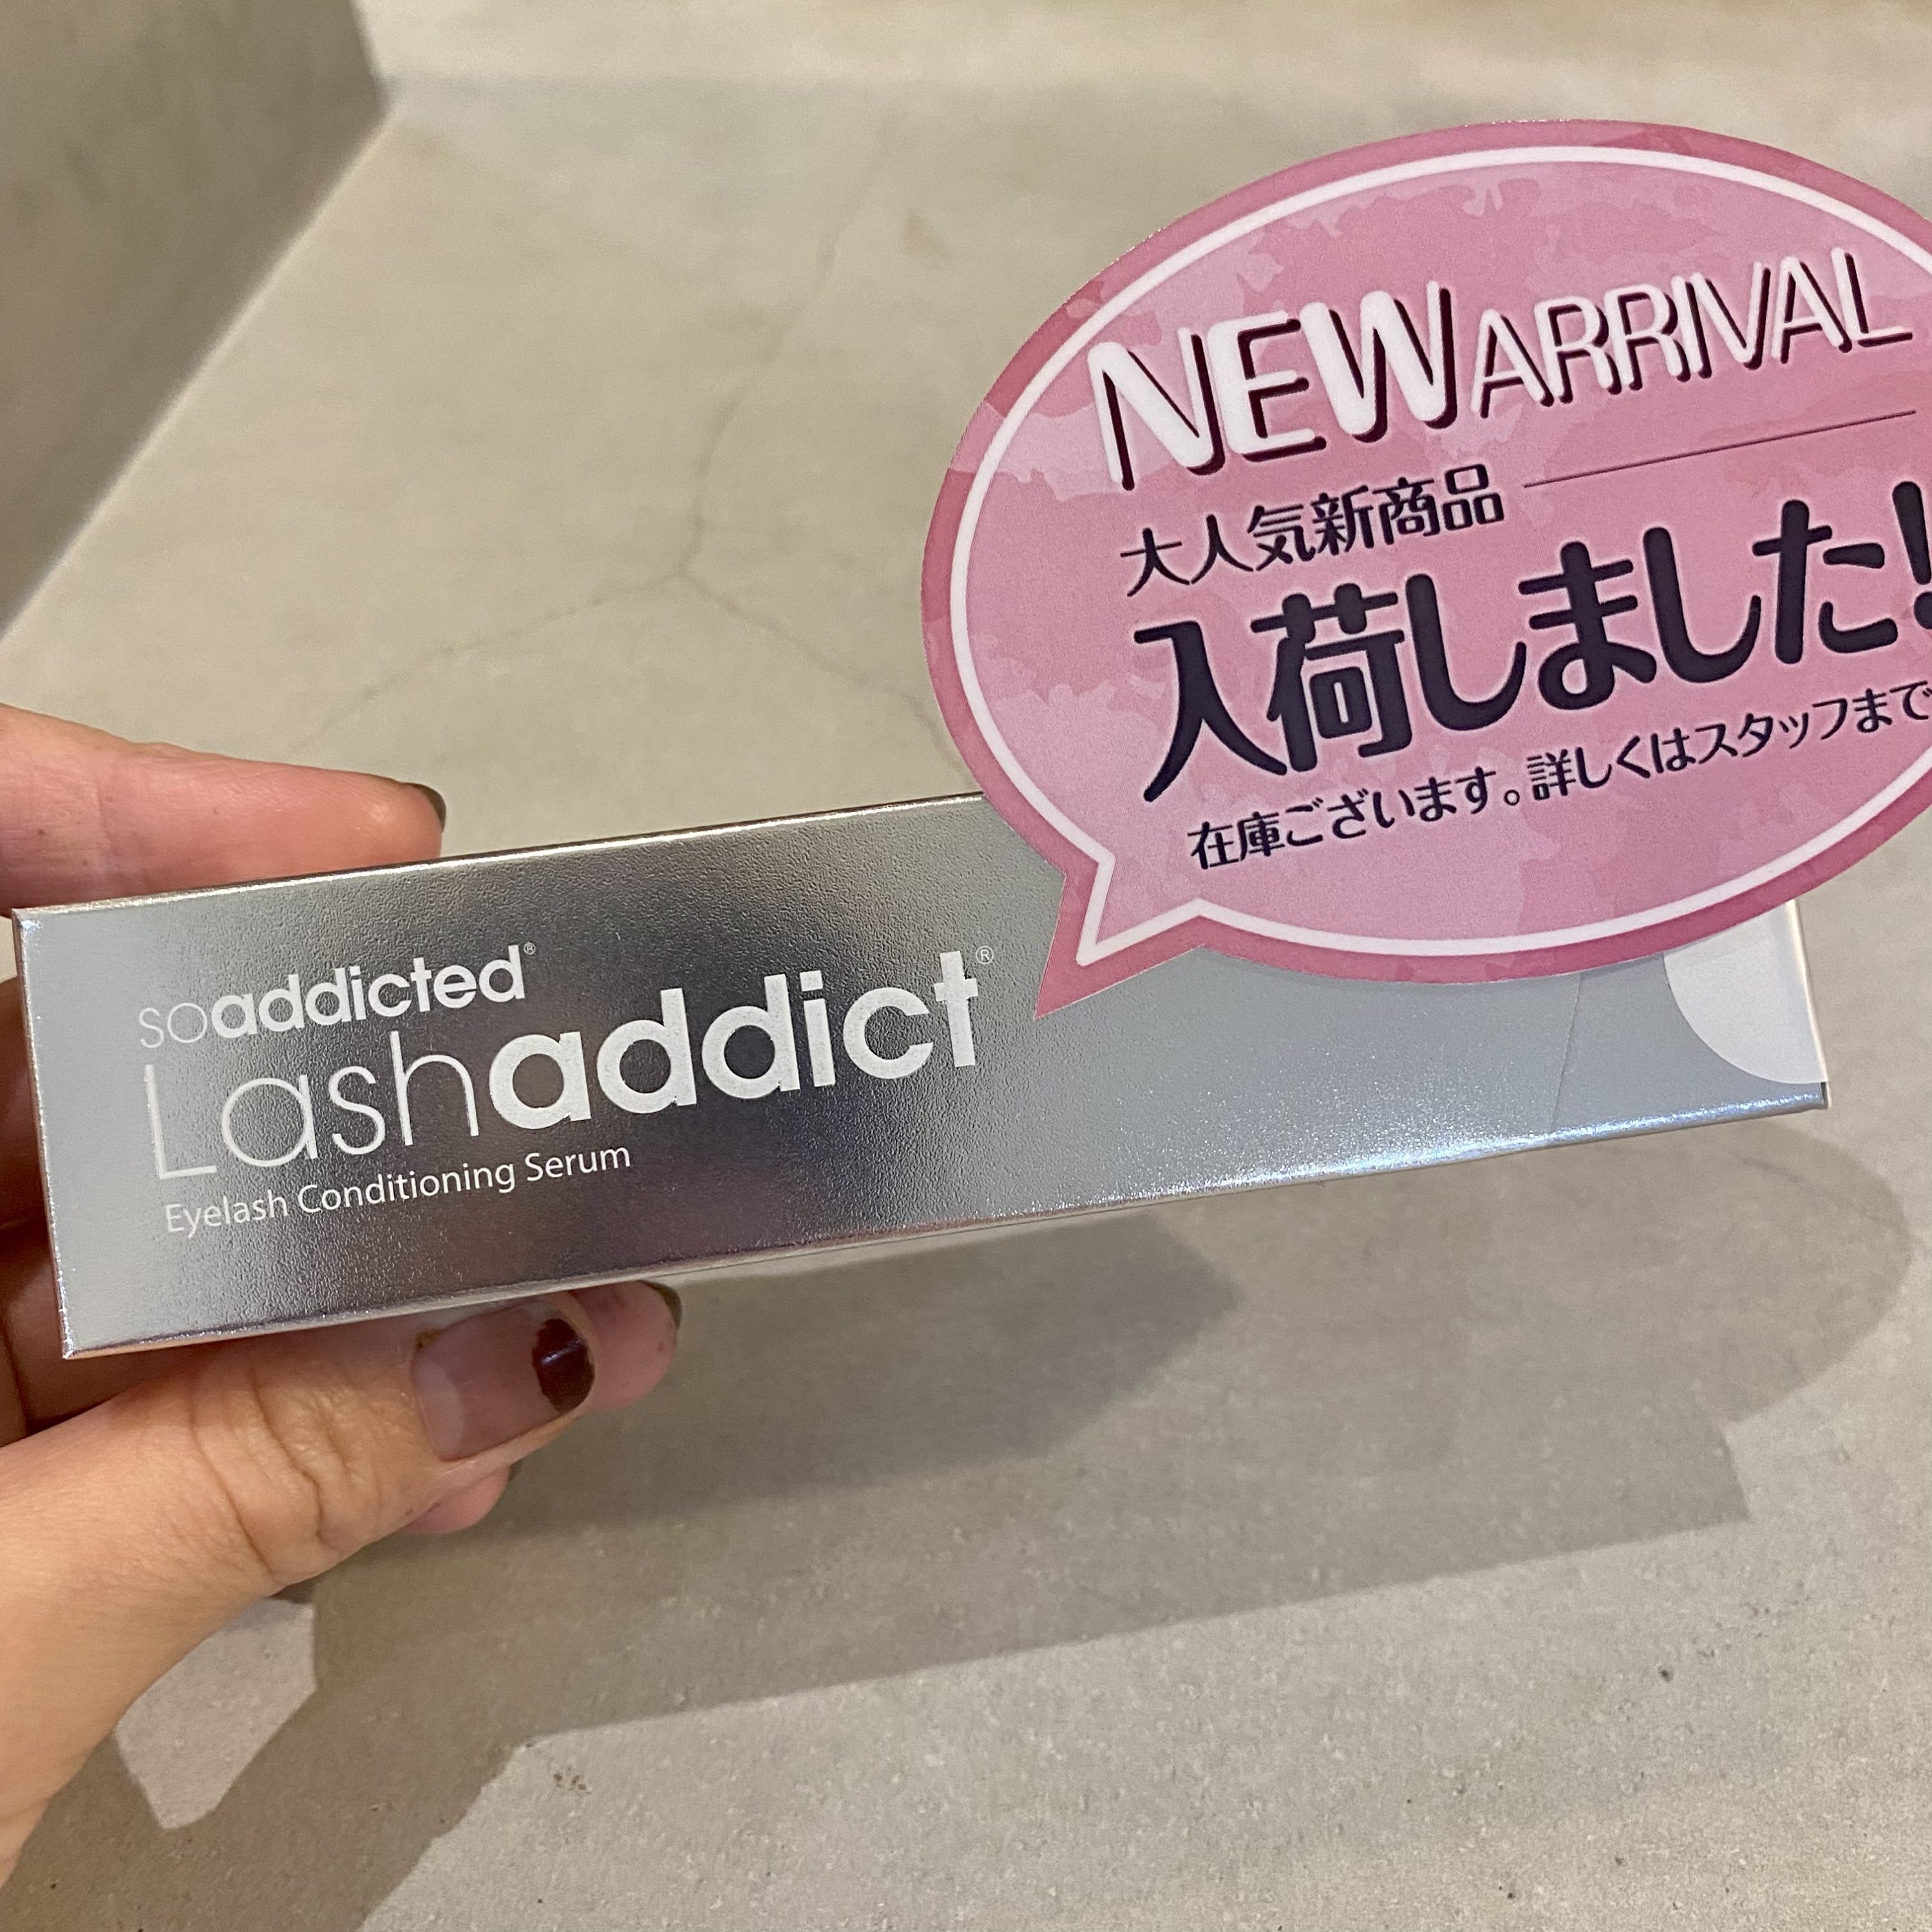 NEW ARRIVAL
大人気新商品
入荷しました!
在庫ございます。詳しくはスタッフまで
soaddicted®
Lashaddict®
Eyelash Conditioning Serum